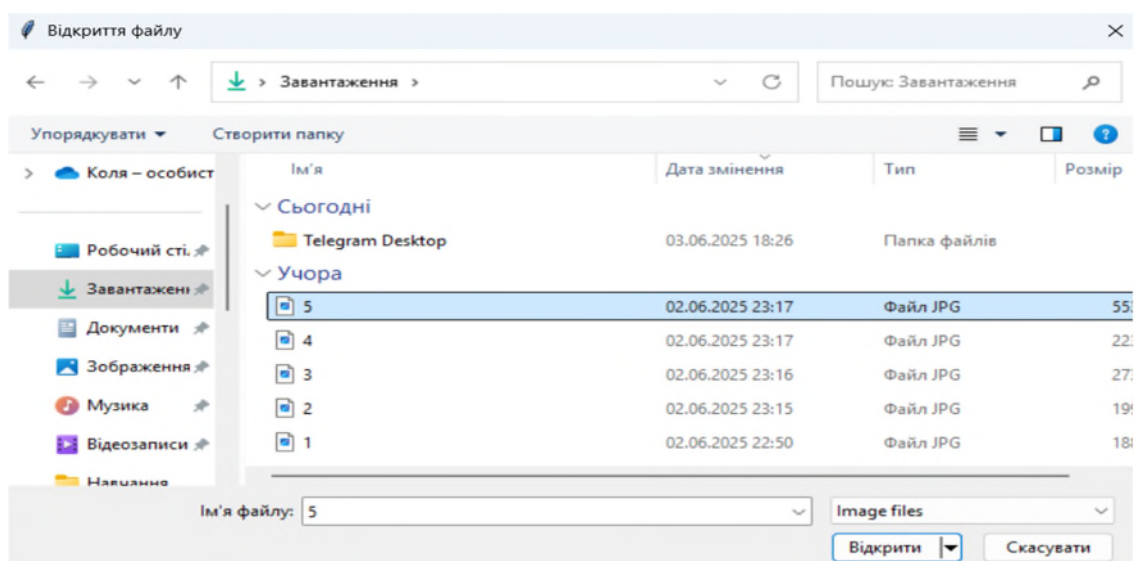 Відкриття файлу
Завантаження
Пошук: Завантаження
Упорядкувати
Створити папку
Коля – особист
Ім'я
Дата змінення
Тип
Розмір
Сьогодні
Telegram Desktop 03.06.2025 18:26 Папка файлів
Учора
5 02.06.2025 23:17 Файл JPG
4 02.06.2025 23:17 Файл JPG
3 02.06.2025 23:16 Файл JPG
2 02.06.2025 23:15 Файл JPG
1 02.06.2025 22:50 Файл JPG
Робочий сті.
Завантажені
Документи
Зображення
Музика
Відеозаписи
Навчання
Ім'я файлу: 5
Image files
Відкрити
Скасувати